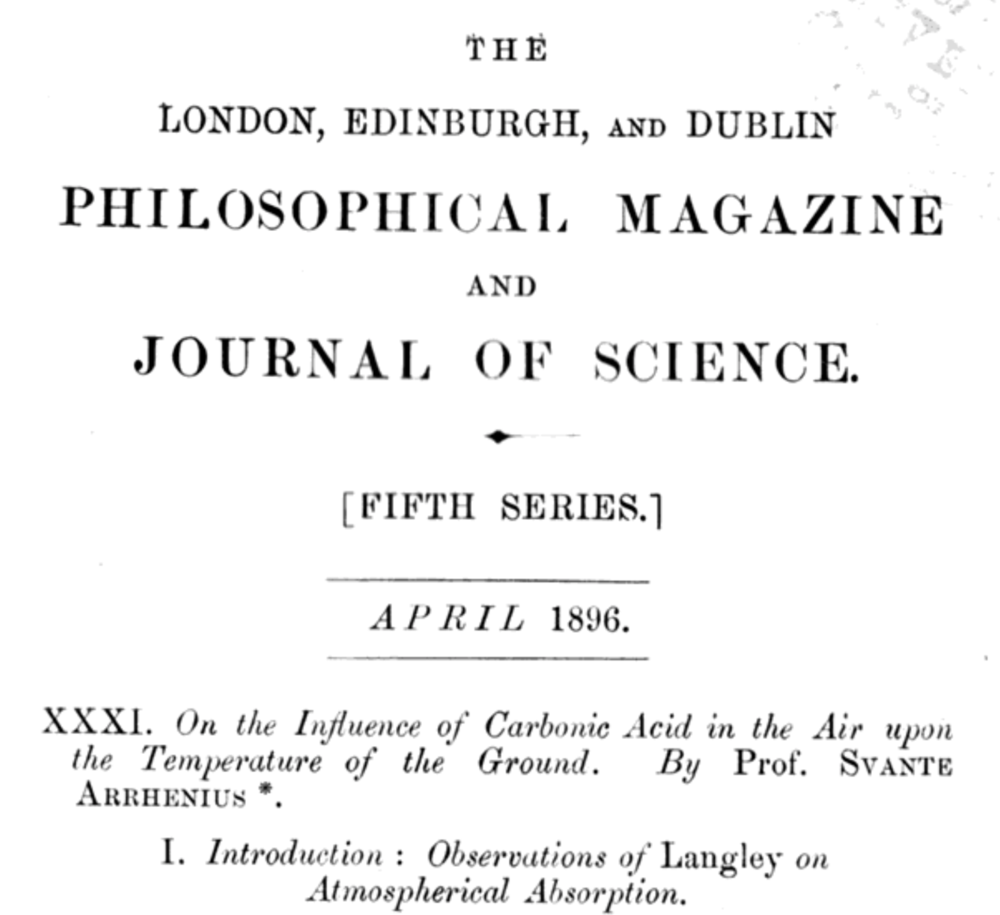 THE
LONDON, EDINBURGH, AND DUBLIN
PHILOSOPHICAL MAGAZINE
AND
JOURNAL OF SCIENCE.
[FIFTH SERIES.]
APRIL 1896.
XXXI. On the Influence of Carbonic Acid in the Air upon
the Temperature of the Ground. By Prof. SVANTE
ARRHENIUS *.
I. Introduction : Observations of Langley on
Atmospherical Absorption.